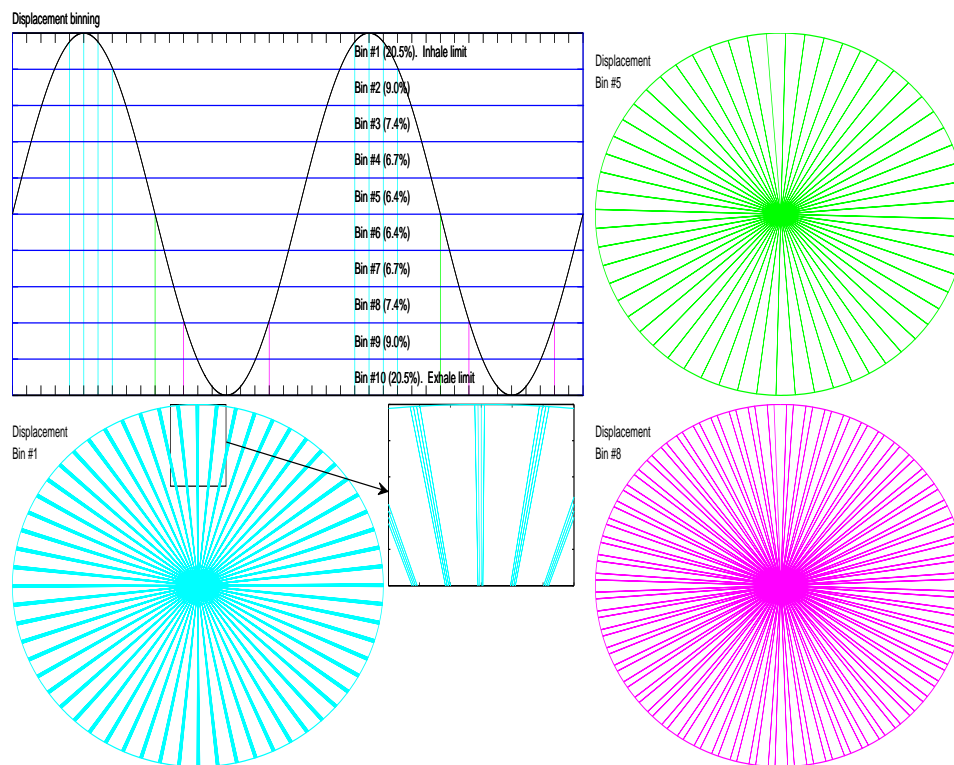 Displacement binning
Bin #1 (20.5%). Inhale limit
Bin #2 (9.0%)
Bin #3 (7.4%)
Bin #4 (6.7%)
Bin #5 (6.4%)
Bin #6 (6.4%)
Bin #7 (6.7%)
Bin #8 (7.4%)
Bin #9 (9.0%)
Bin #10 (20.5%). Exhale limit
Displacement
Bin #5
Displacement
Bin #1
Displacement
Bin #8